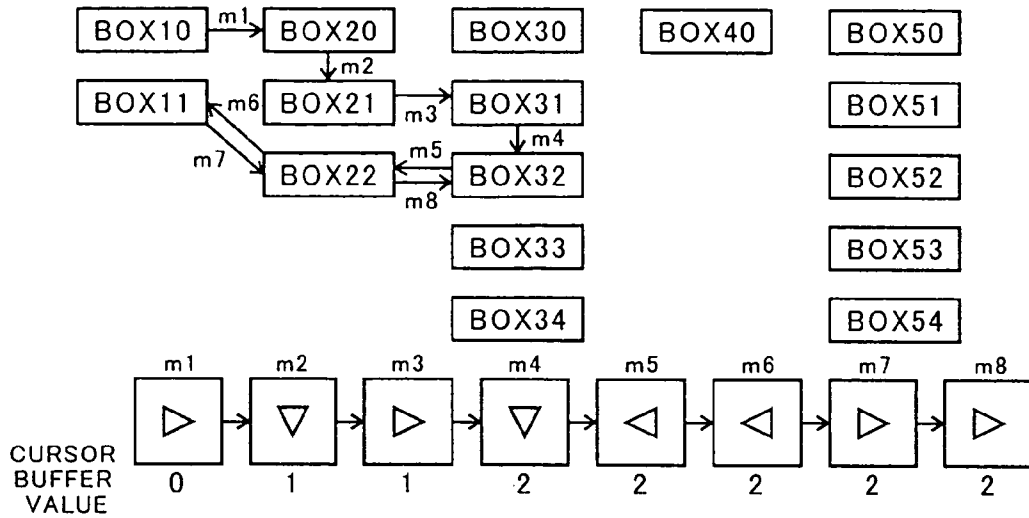 BOX10 m1 BOX20 BOX30 BOX40 BOX50
m2
BOX11 m6 BOX21 m3 BOX31 BOX51
m7 m5 m4
BOX22 m8 BOX32 BOX52
BOX33 BOX53
BOX34 BOX54
m1 m2 m3 m4 m5 m6 m7 m8
CURSOR
BUFFER
VALUE
0 1 1 2 2 2 2 2